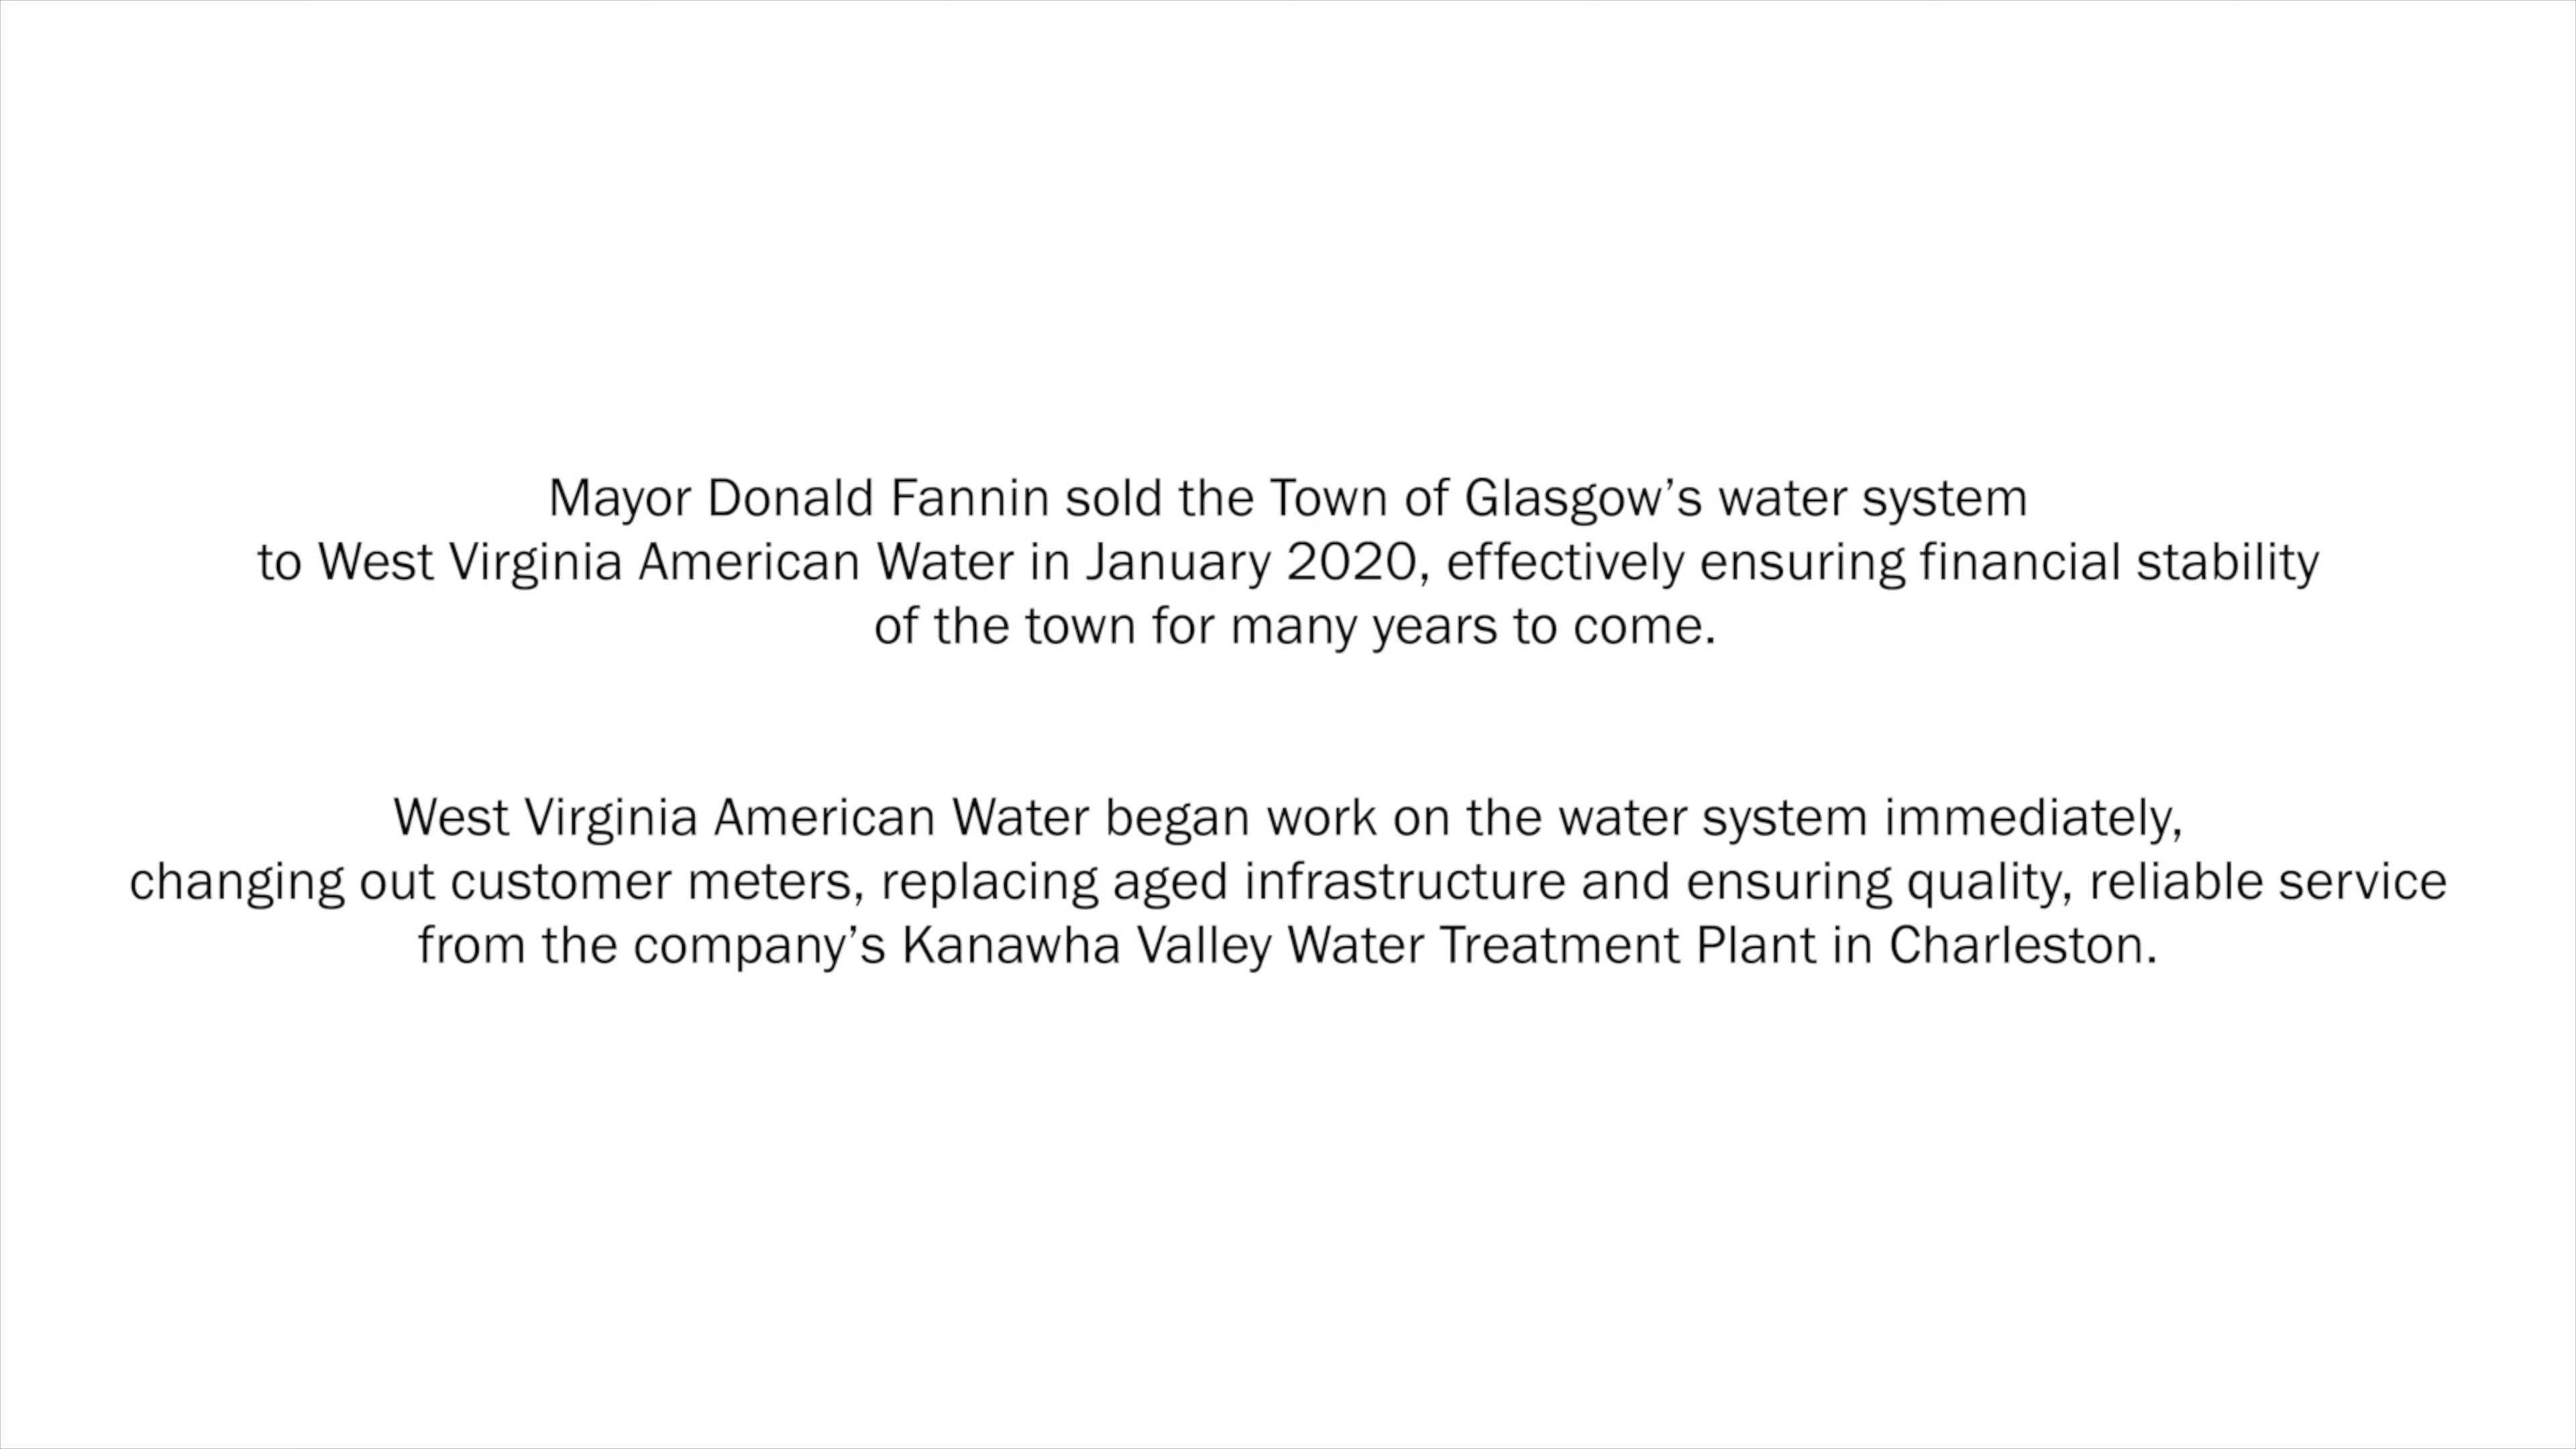 Mayor Donald Fannin sold the Town of Glasgow’s water system
to West Virginia American Water in January 2020, effectively ensuring financial stability
of the town for many years to come.
West Virginia American Water began work on the water system immediately,
changing out customer meters, replacing aged infrastructure and ensuring quality, reliable service
from the company’s Kanawha Valley Water Treatment Plant in Charleston.